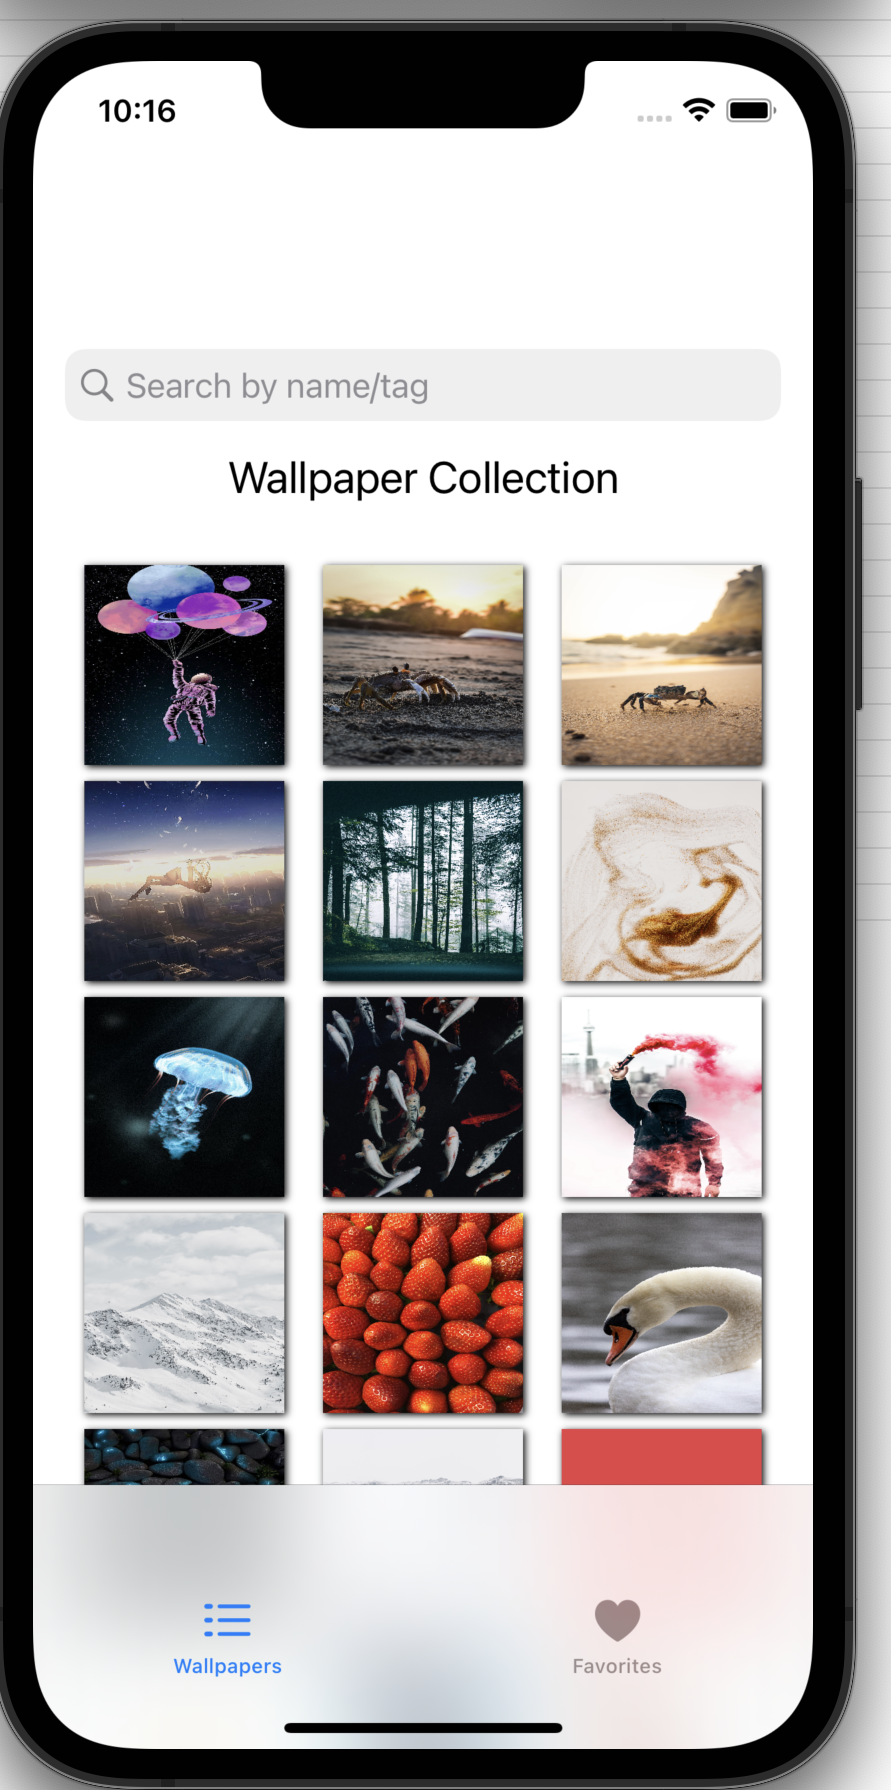 10:16
Search by name/tag
Wallpaper Collection
Wallpapers
Favorites